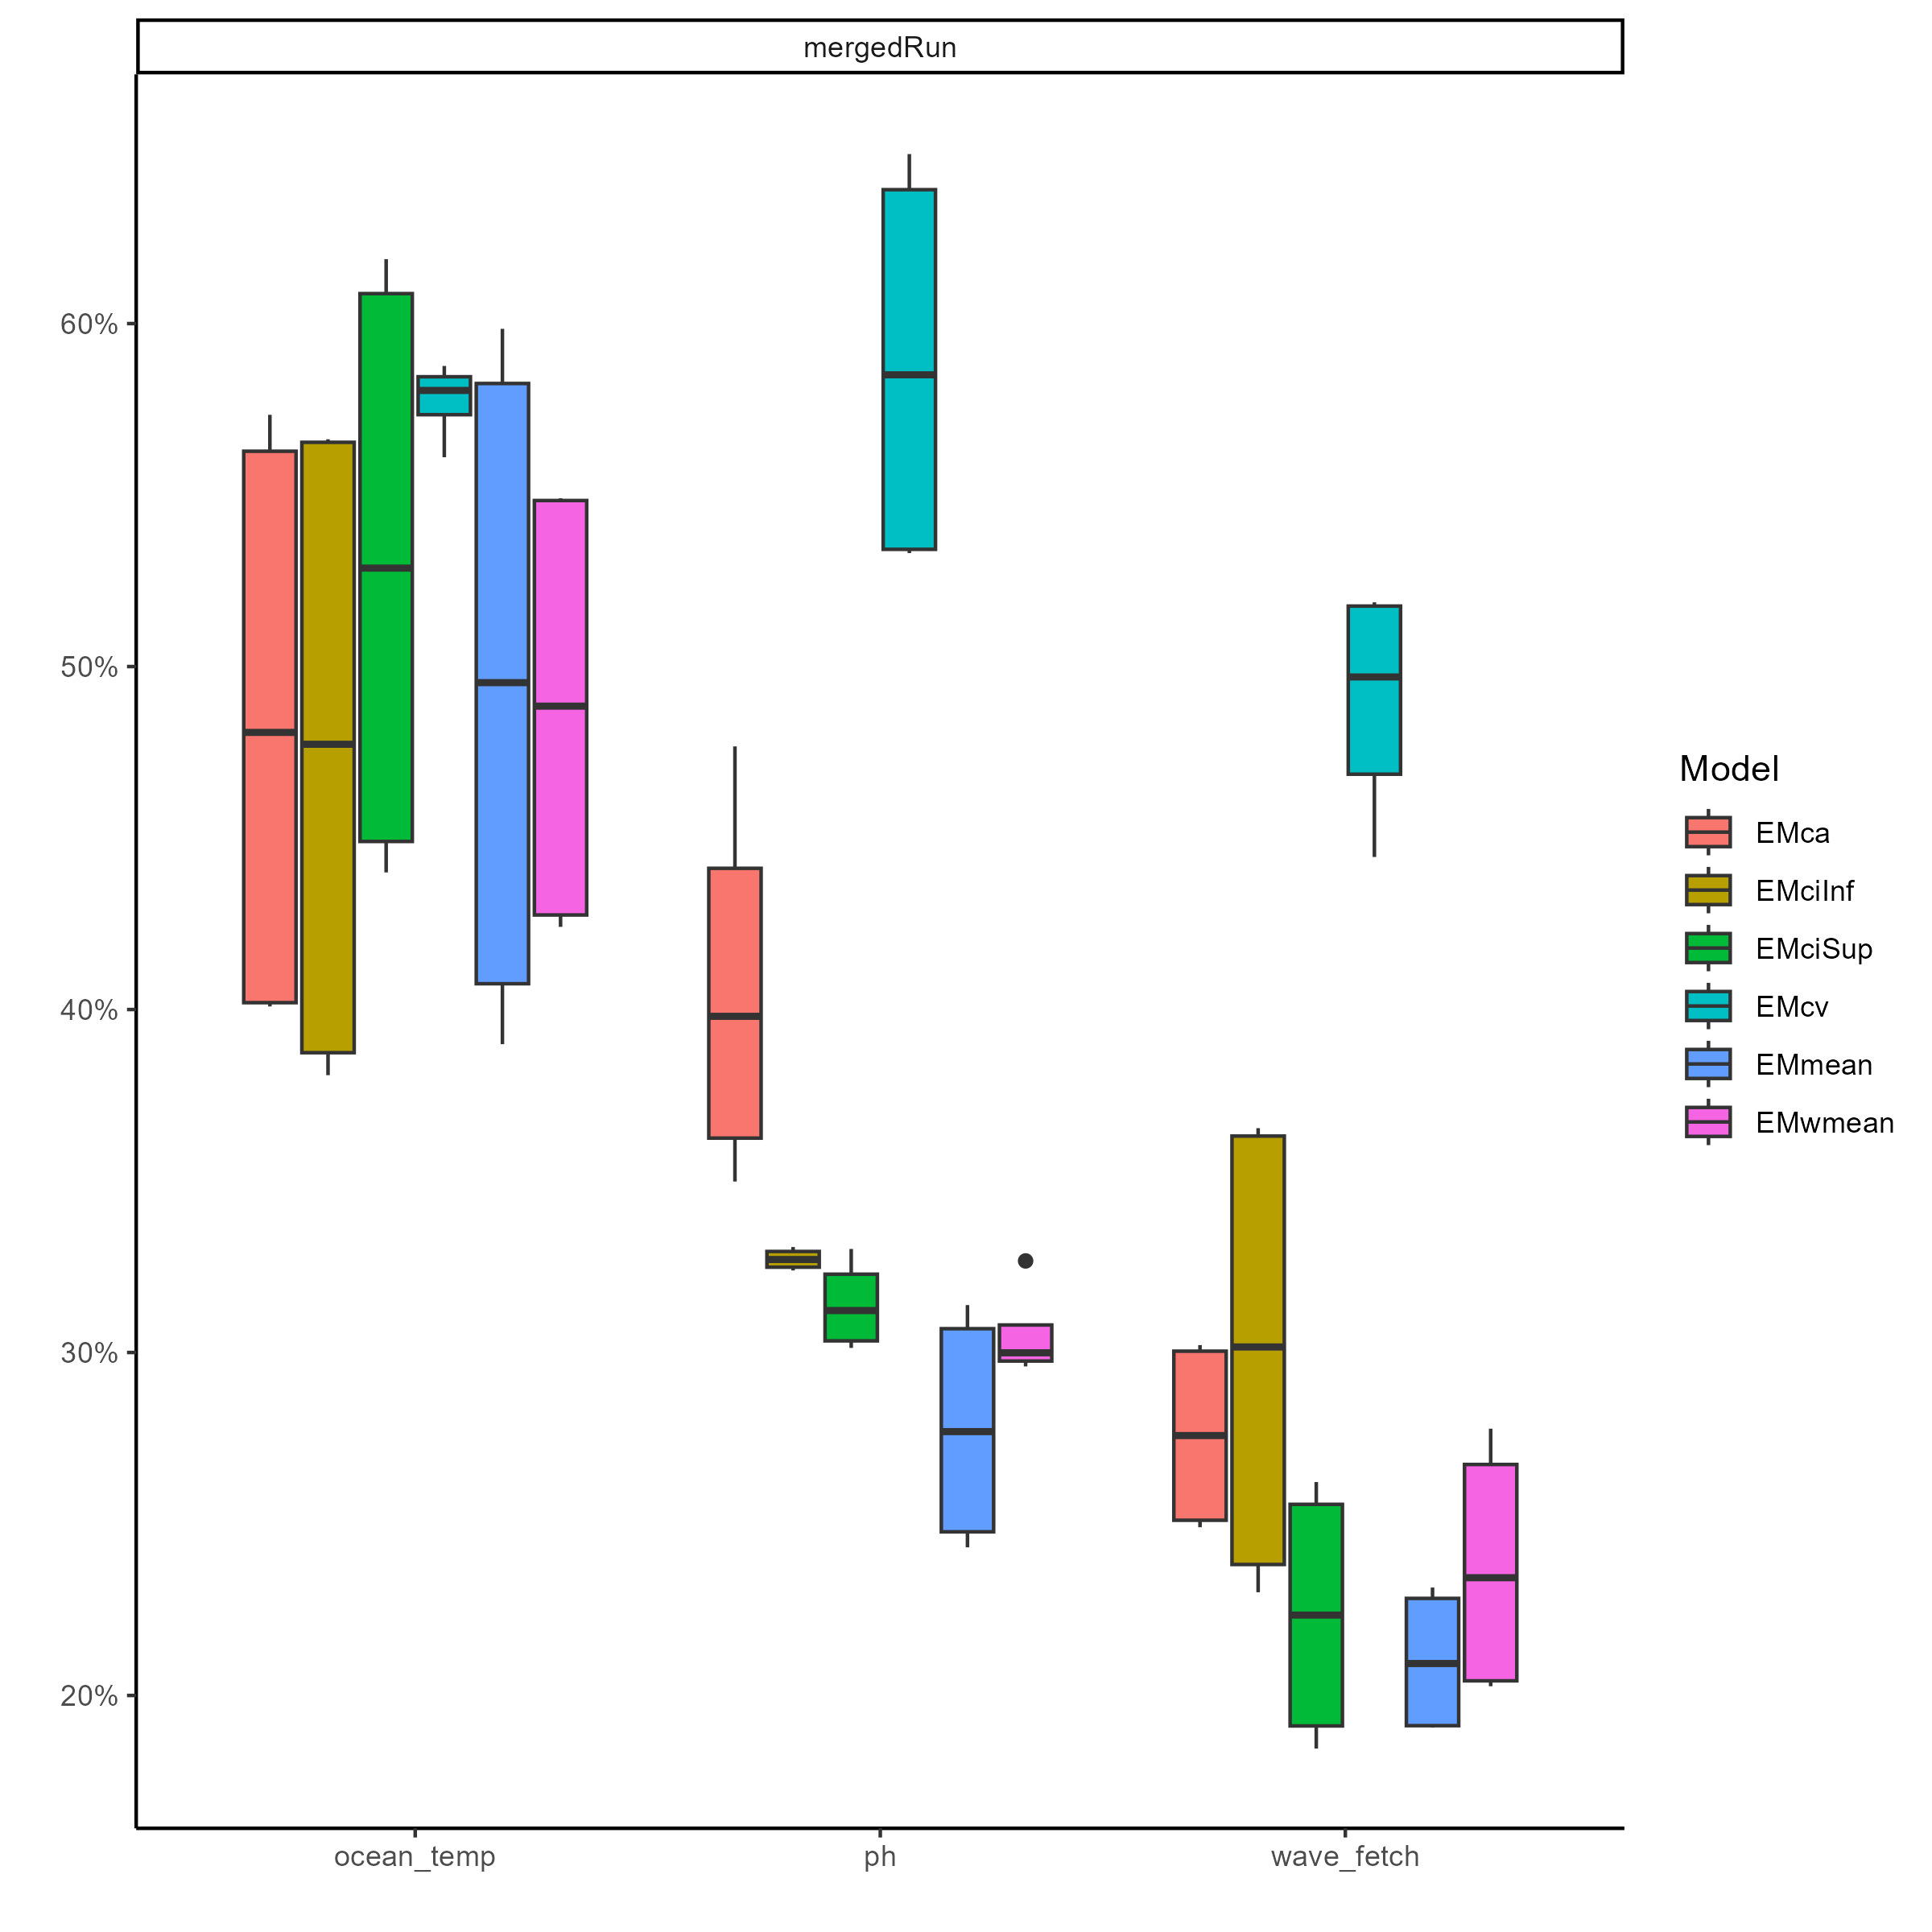 mergedRun
60%
50%
40%
30%
20%
ocean_temp
ph
wave_fetch
Model
EMca
EMciInf
EMciSup
EMcv
EMmean
EMwmean